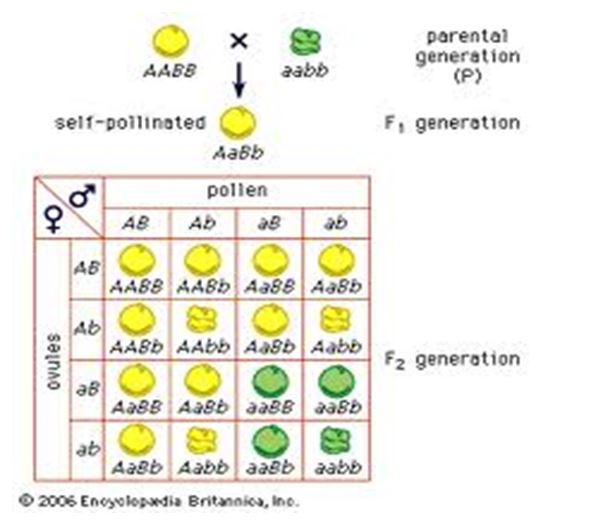 AABB × aabb
parental generation (P)
self-pollinated
AaBb
F₁ generation
♀ ♂
pollen
AB Ab aB ab
ovules
AB AABB AABb AaBB AaBb
Ab AABb AAbb AaBb Aabb
aB AaBB AaBb aaBB aaBb
ab AaBb Aabb aaBb aabb
F₂ generation
© 2006 Encyclopædia Britannica, Inc.